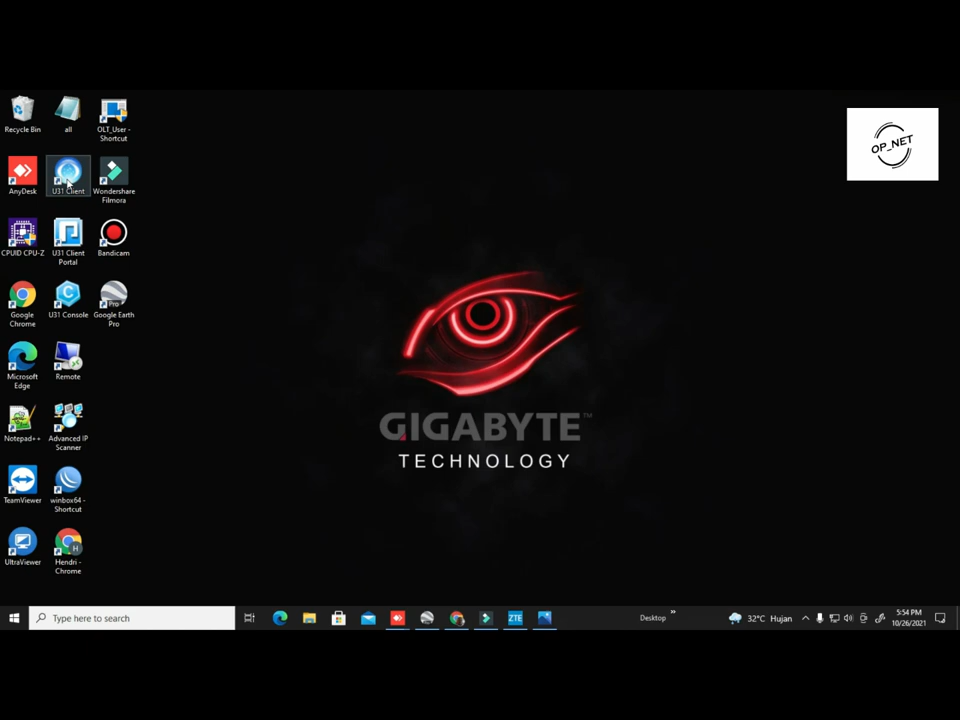 Recycle Bin
all
OLT_User -
Shortcut
OP_NET
AnyDesk
U31 Client
Wondershare
Filmora
CPUID CPU-Z
U31 Client
Portal
Bandicam
Google
Chrome
U31 Console
Pro
Google Earth
Pro
Microsoft
Edge
Remote
GIGABYTE™
TECHNOLOGY
Notepad++
Advanced IP
Scanner
TeamViewer
winbox64 -
Shortcut
UltraViewer
H
Hendri -
Chrome
Type here to search
ZTE
Desktop
32°C Hujan
5:54 PM
10/26/2021